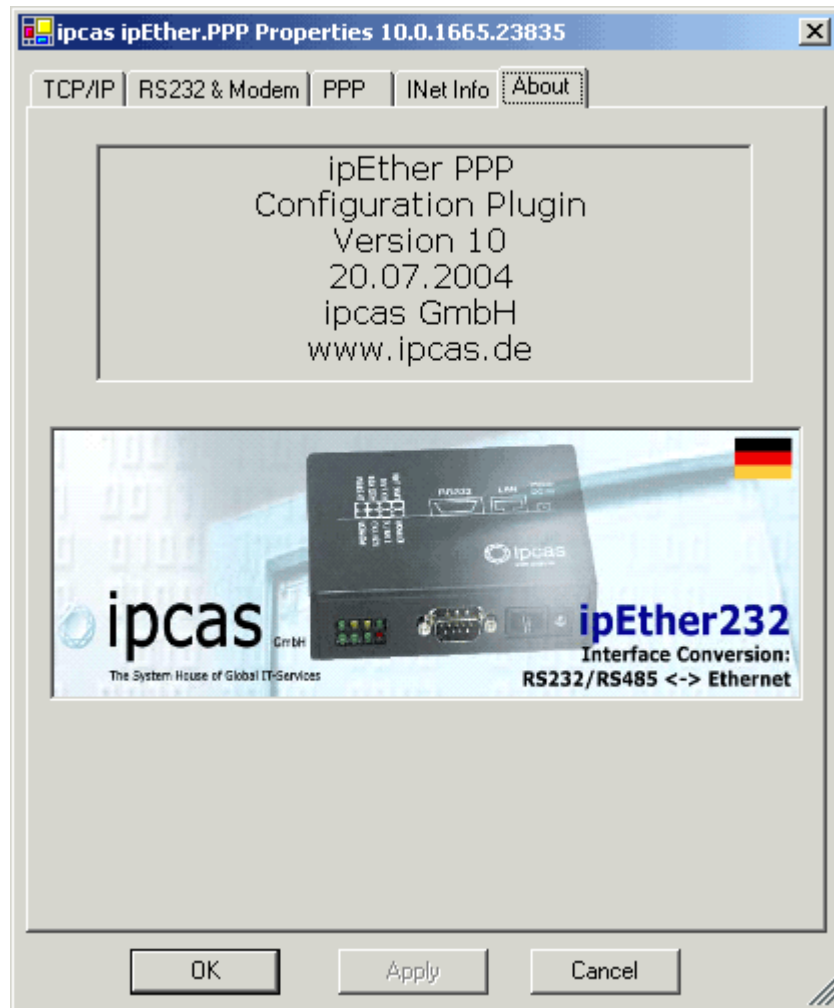 ipcas ipEther.PPP Properties 10.0.1665.23835
TCP/IP
RS232 & Modem
PPP
INet Info
About
ipEther PPP
Configuration Plugin
Version 10
20.07.2004
ipcas GmbH
www.ipcas.de
RS232
LAN
ipcas
ipcas GmbH
The System House of Global IT-Services
ipEther232
Interface Conversion:
RS232/RS485 <-> Ethernet
OK
Apply
Cancel